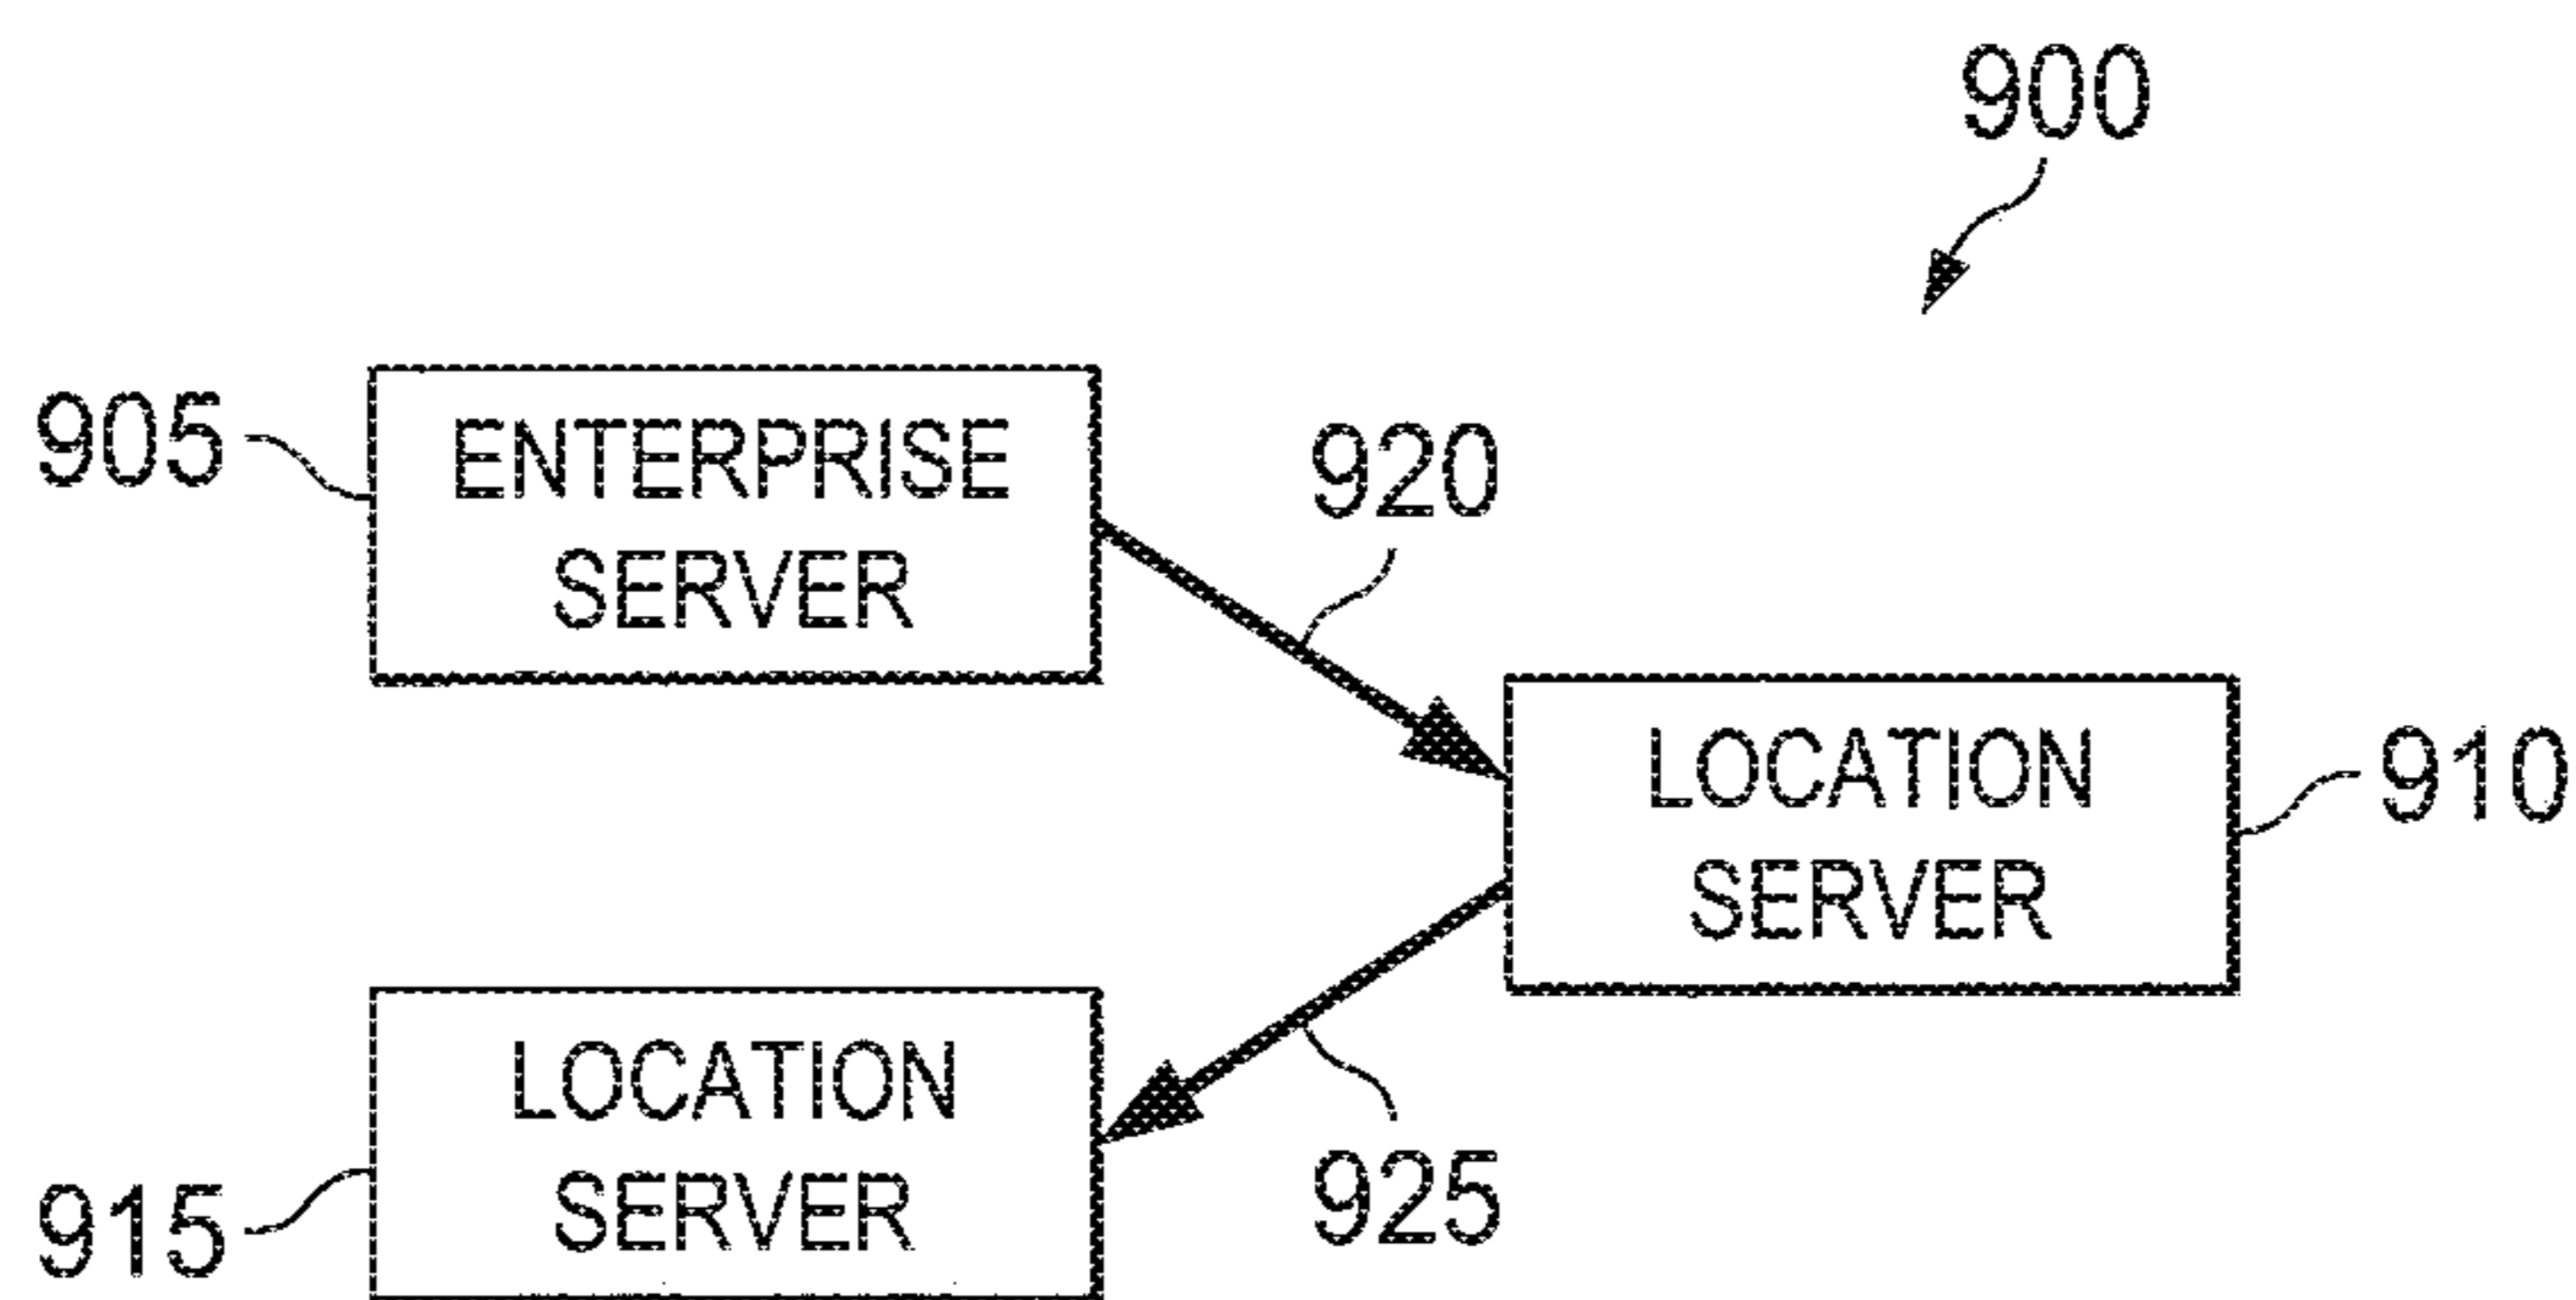 900
905
ENTERPRISE
SERVER
920
LOCATION
SERVER
910
LOCATION
SERVER
915
925